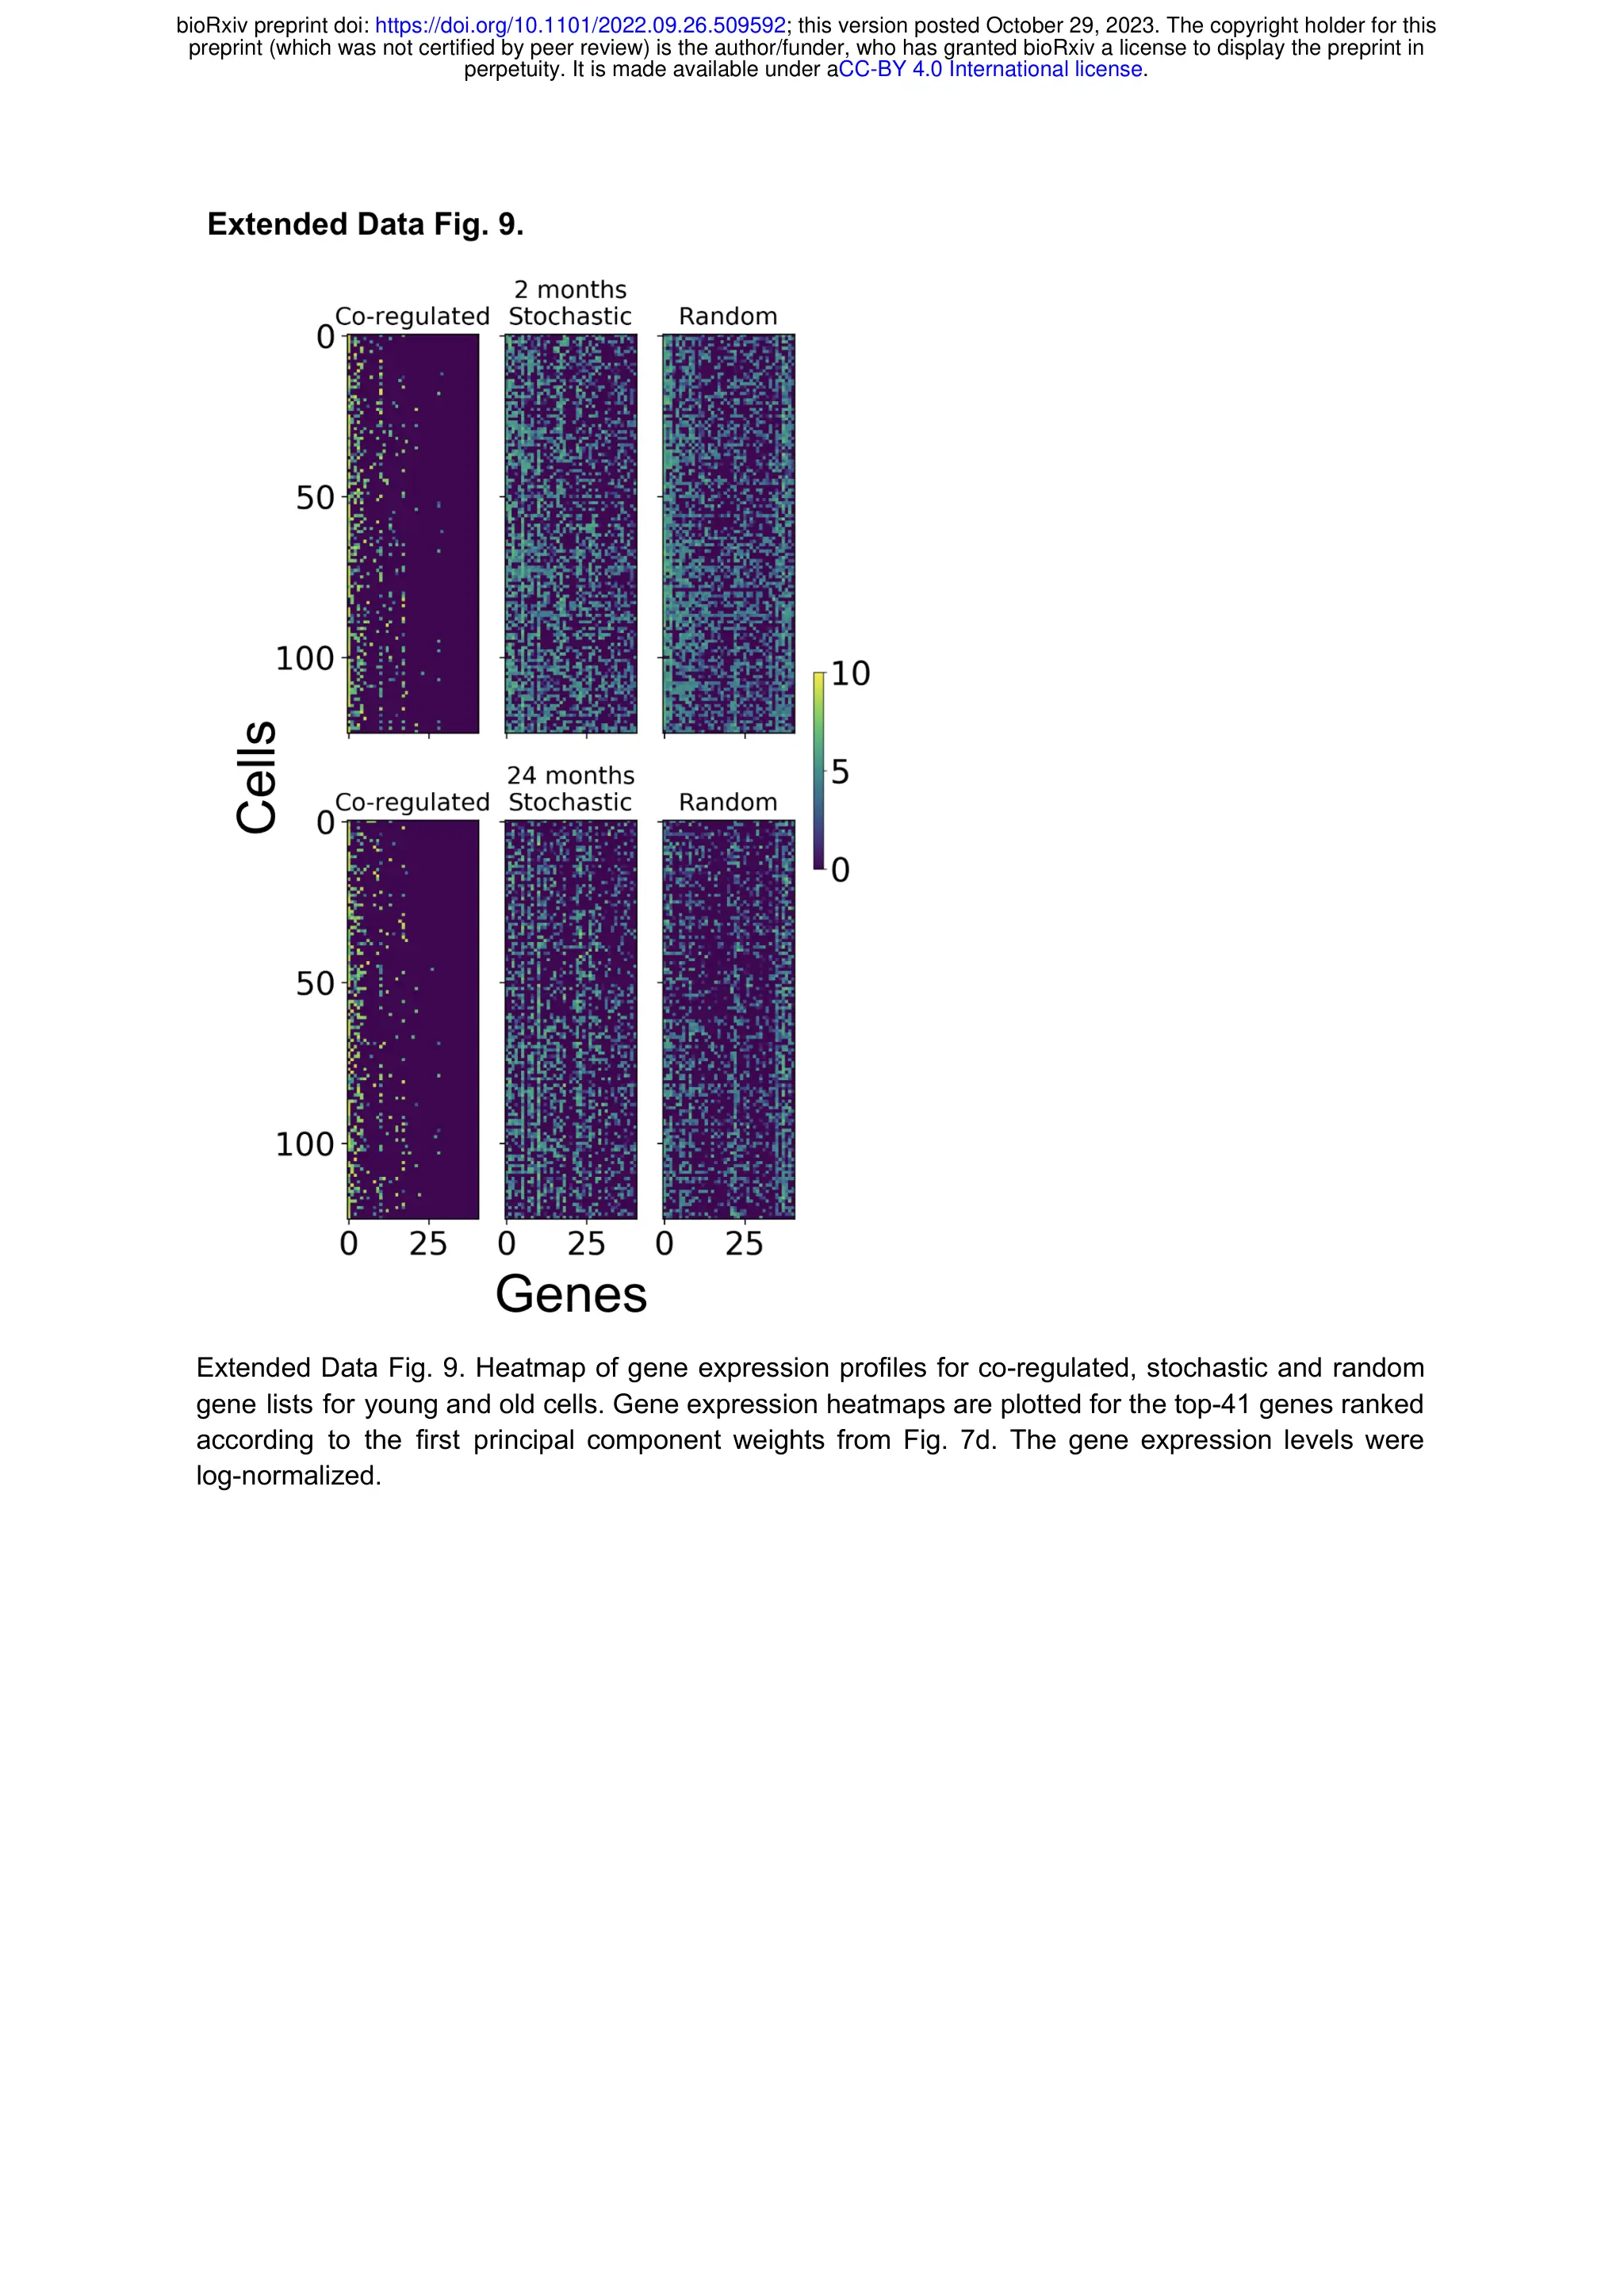 bioRxiv preprint doi: https://doi.org/10.1101/2022.09.26.509592; this version posted October 29, 2023. The copyright holder for this
preprint (which was not certified by peer review) is the author/funder, who has granted bioRxiv a license to display the preprint in
perpetuity. It is made available under aCC-BY 4.0 International license.
Extended Data Fig. 9.
2 months
Co-regulated Stochastic Random
0
50
100
10
5
0
Cells
24 months
Co-regulated Stochastic Random
0
50
100
0 25 0 25 0 25
Genes
Extended Data Fig. 9. Heatmap of gene expression profiles for co-regulated, stochastic and random
gene lists for young and old cells. Gene expression heatmaps are plotted for the top-41 genes ranked
according to the first principal component weights from Fig. 7d. The gene expression levels were
log-normalized.